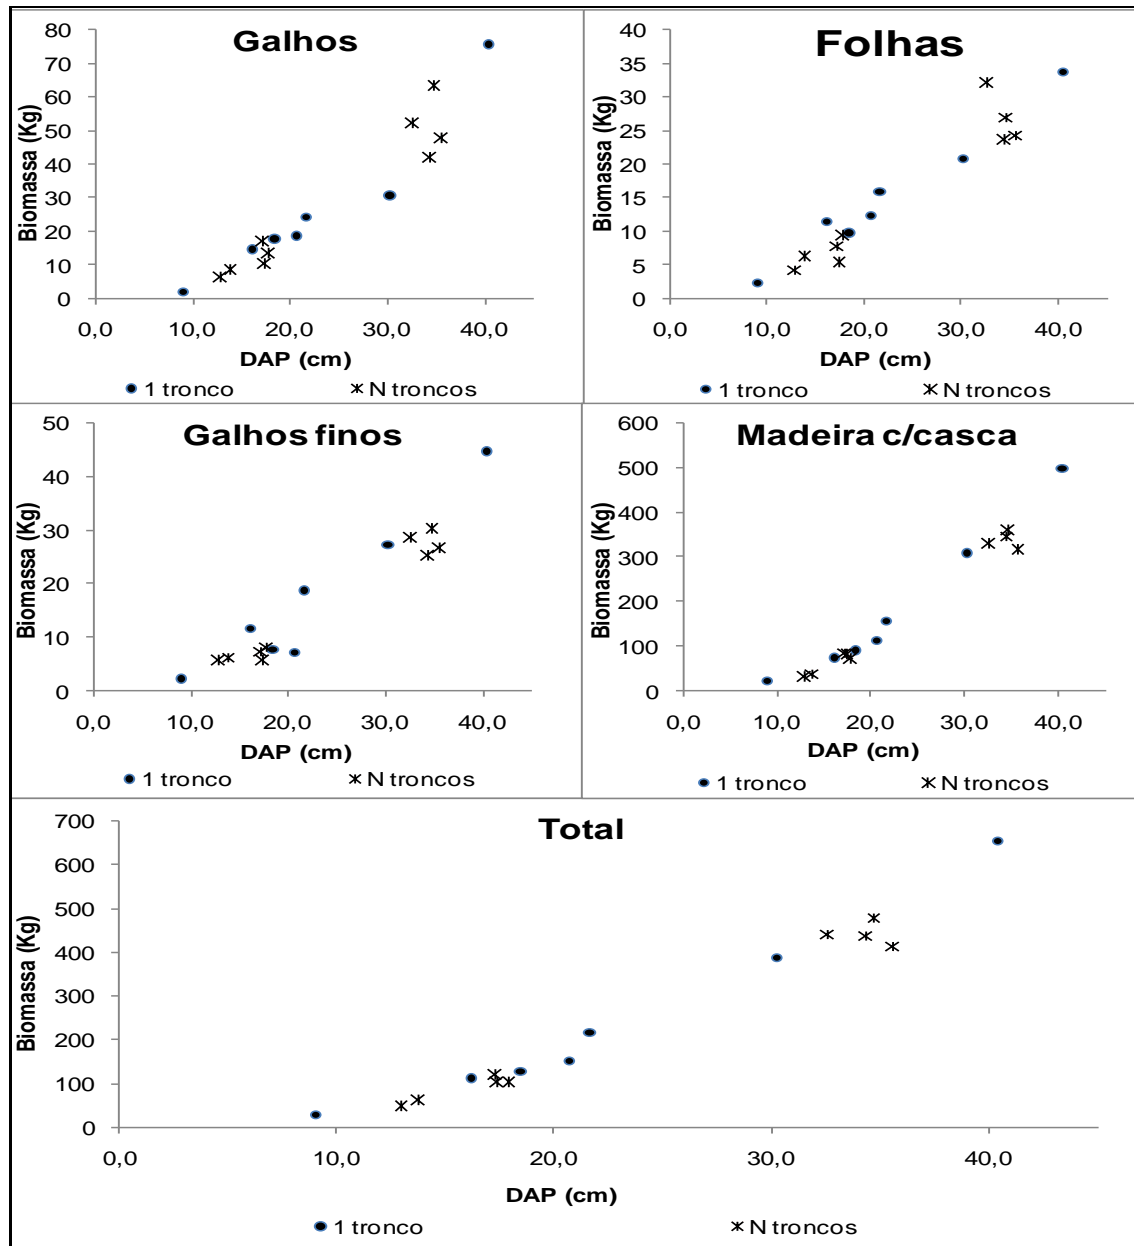 Galhos
Biomassa (Kg)
80
70
60
50
40
30
20
10
0
0,0 10,0 20,0 30,0 40,0
DAP (cm)
1 tronco N troncos
Folhas
Biomassa (Kg)
40
35
30
25
20
15
10
5
0
0,0 10,0 20,0 30,0 40,0
DAP (cm)
1 tronco N troncos
Galhos finos
Biomassa (Kg)
50
40
30
20
10
0
0,0 10,0 20,0 30,0 40,0
DAP (cm)
1 tronco N troncos
Madeira c/casca
Biomassa (Kg)
600
500
400
300
200
100
0
0,0 10,0 20,0 30,0 40,0
DAP (cm)
1 tronco N troncos
Total
Biomassa (Kg)
700
600
500
400
300
200
100
0
0,0 10,0 20,0 30,0 40,0
DAP (cm)
1 tronco N troncos